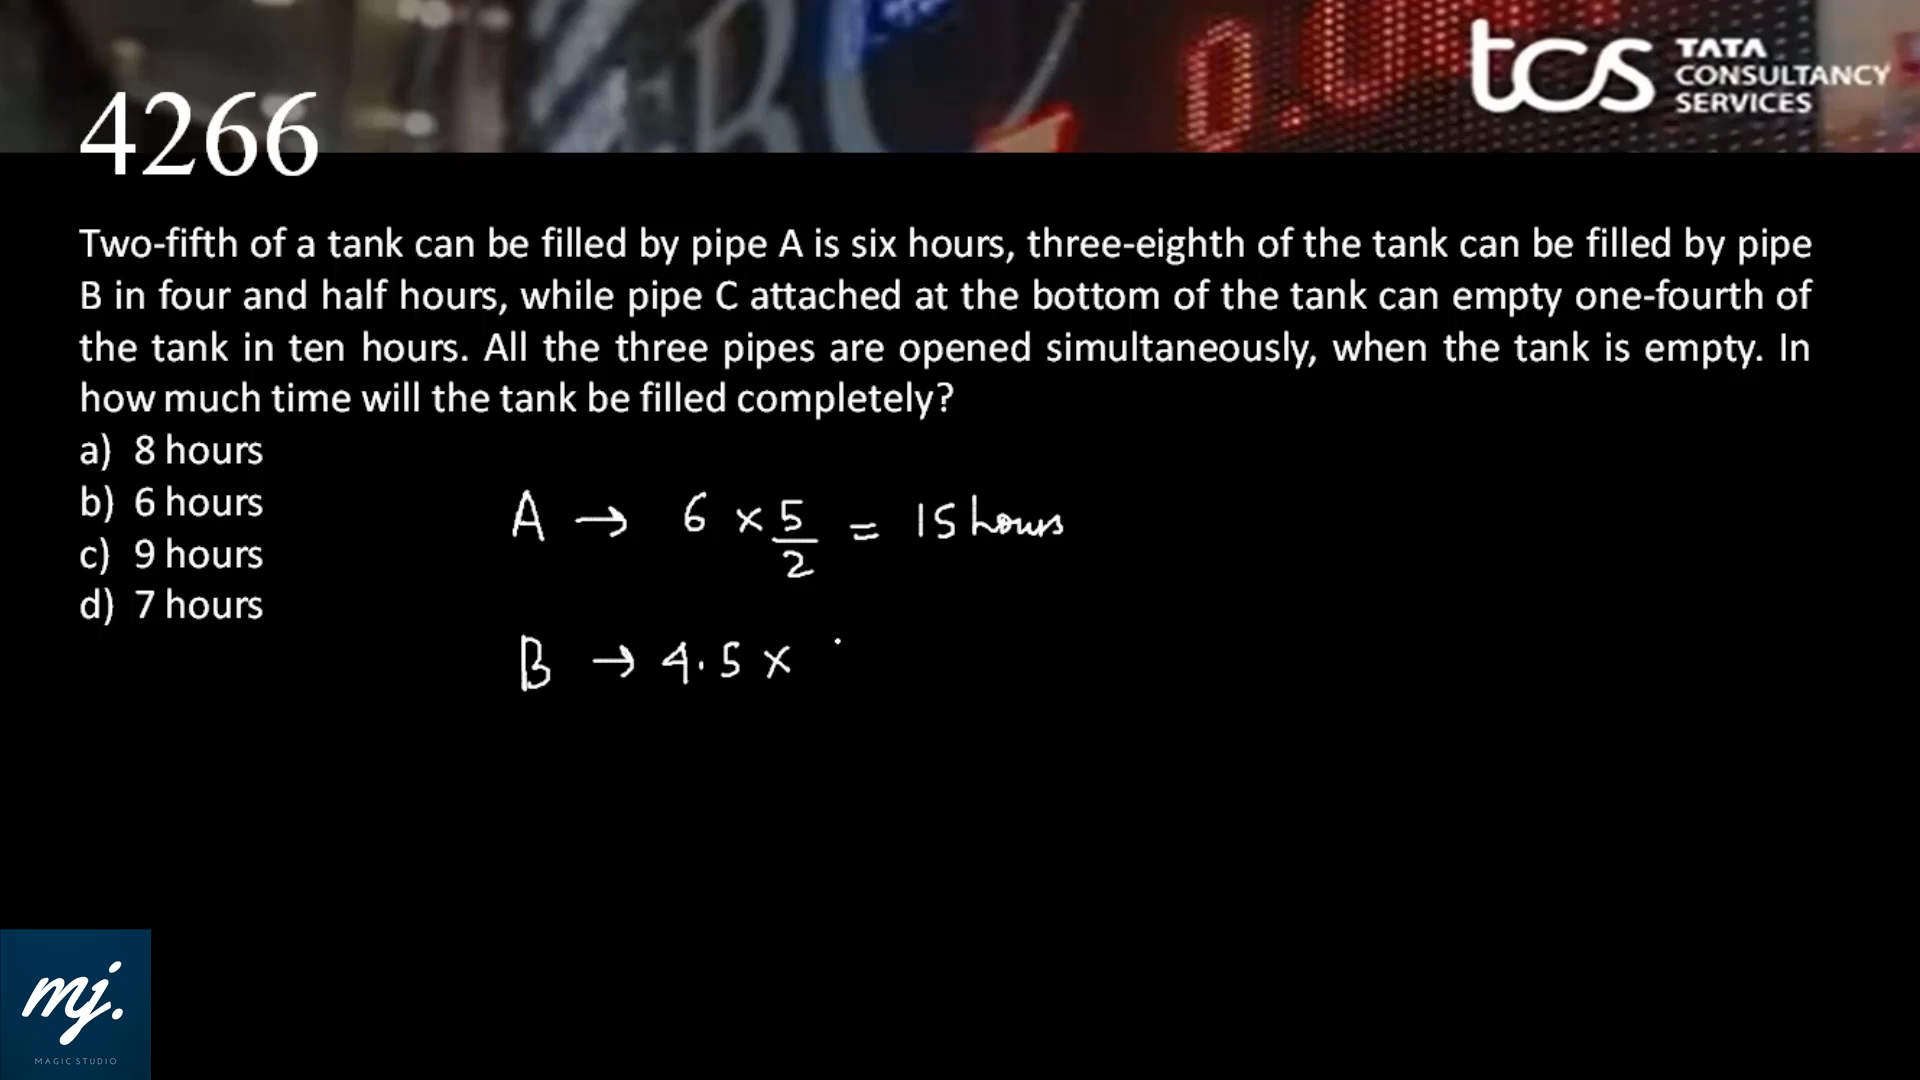 tcs TATA
CONSULTANCY
SERVICES
4266
Two-fifth of a tank can be filled by pipe A is six hours, three-eighth of the tank can be filled by pipe
B in four and half hours, while pipe C attached at the bottom of the tank can empty one-fourth of
the tank in ten hours. All the three pipes are opened simultaneously, when the tank is empty. In
how much time will the tank be filled completely?
a) 8 hours
b) 6 hours
c) 9 hours
d) 7 hours
A → 6 × 5/2 = 15 hours
B → 4.5 ×
mj.
MAGIC STUDIO